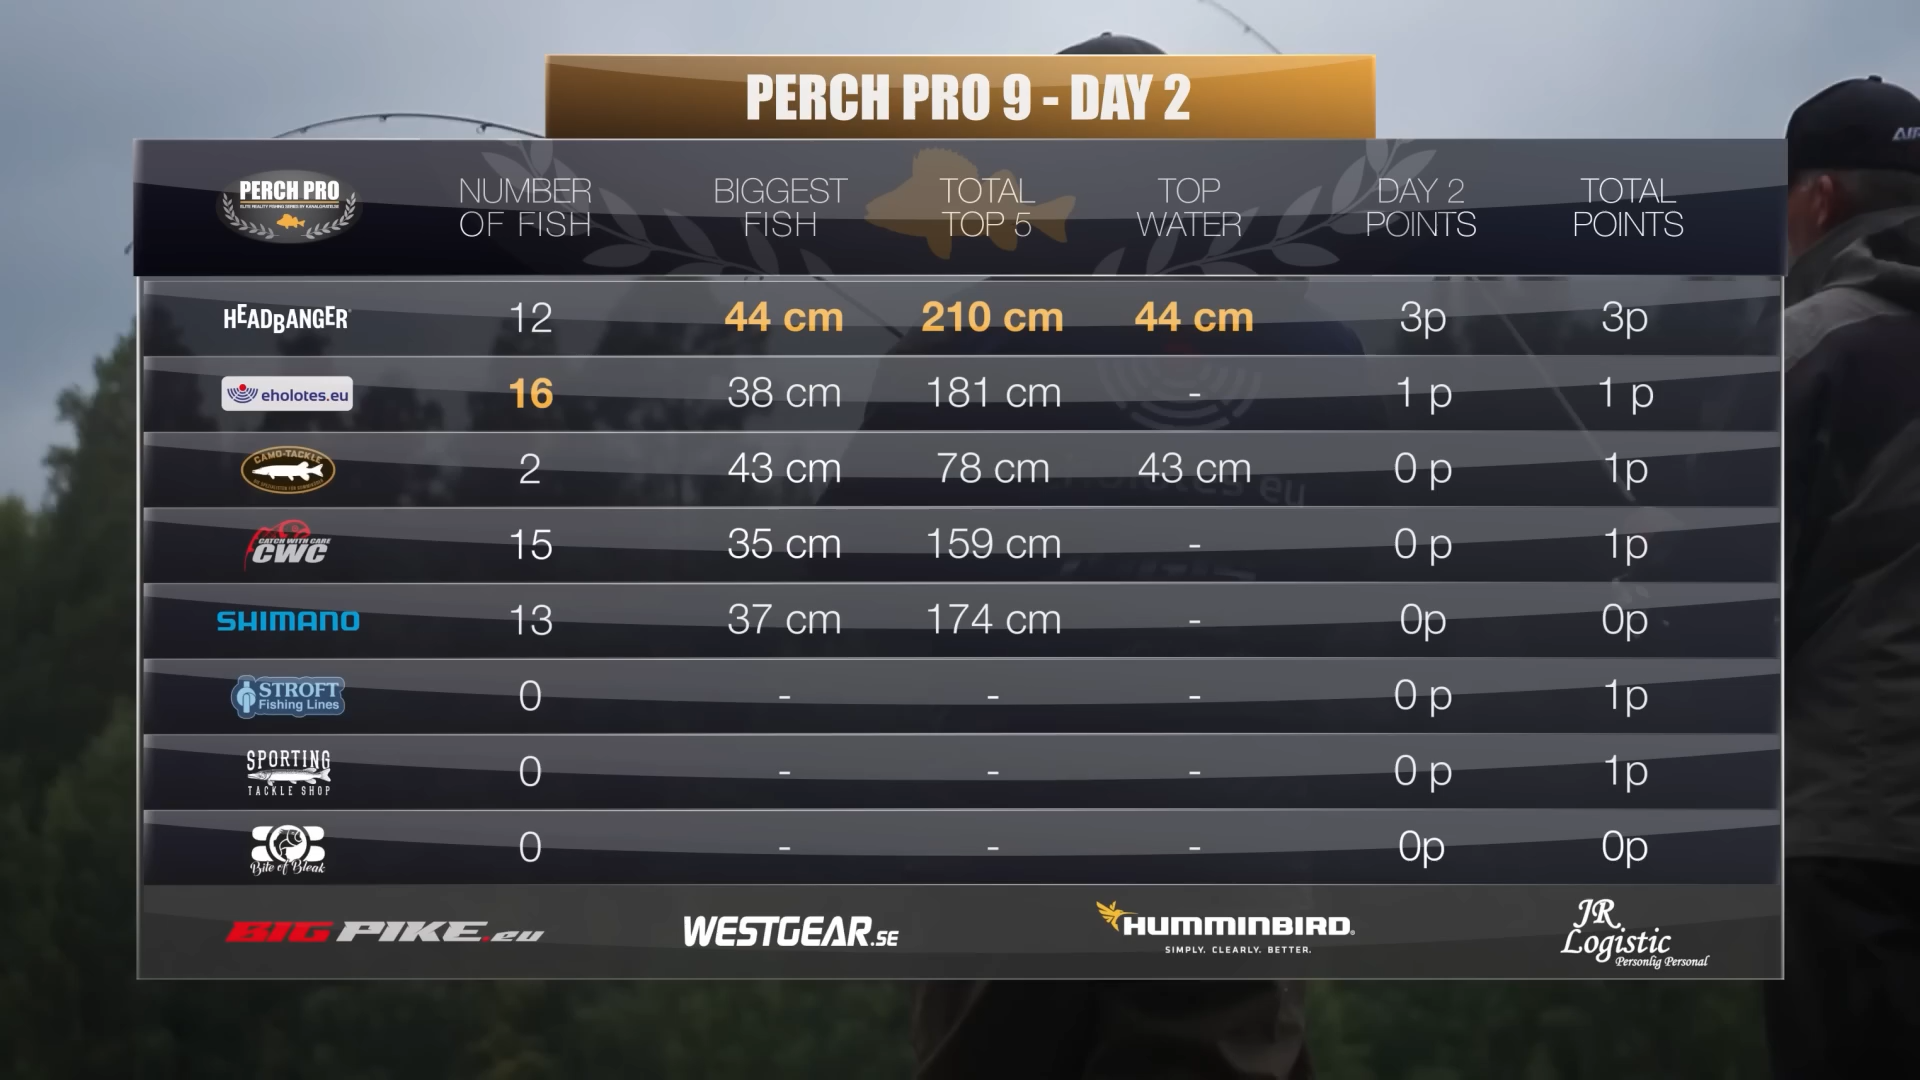 PERCH PRO 9 - DAY 2
PERCH PRO
NUMBER OF FISH
BIGGEST FISH
TOTAL TOP 5
TOP WATER
DAY 2 POINTS
TOTAL POINTS
HEADBANGER 12 44 cm 210 cm 44 cm 3p 3p
eholotes.eu 16 38 cm 181 cm - 1 p 1 p
CAMO-TACKLE 2 43 cm 78 cm 43 cm 0 p 1p
CATCH WITH CARE CWC 15 35 cm 159 cm - 0 p 1p
SHIMANO 13 37 cm 174 cm - 0p 0p
STROFT Fishing Lines 0 - - - 0 p 1p
SPORTING TACKLE SHOP 0 - - - 0 p 1p
Bite of Bleak 0 - - - 0p 0p
BIG PIKE.eu
WESTGEAR.SE
HUMMINBIRD
SIMPLY. CLEARLY. BETTER.
JR Logistic
Personlig Personal